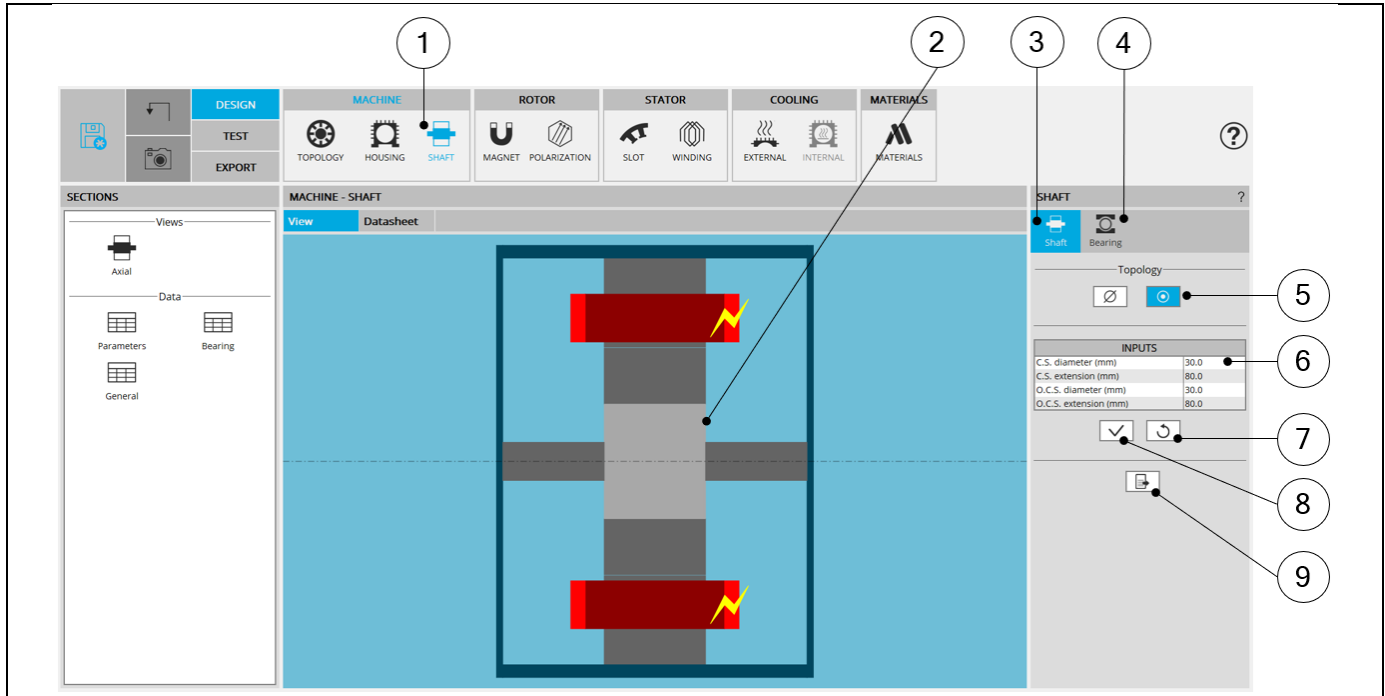 1
2
3
4
DESIGN
TEST
EXPORT
MACHINE
TOPOLOGY
HOUSING
SHAFT
ROTOR
MAGNET
POLARIZATION
STATOR
SLOT
WINDING
COOLING
EXTERNAL
INTERNAL
MATERIALS
MATERIALS
?
SECTIONS
Views
Axial
Data
Parameters
Bearing
General
MACHINE - SHAFT
View
Datasheet
SHAFT
?
Shaft
Bearing
Topology
5
INPUTS
C.S. diameter (mm) 30.0
C.S. extension (mm) 80.0
O.C.S. diameter (mm) 30.0
O.C.S. extension (mm) 80.0
6
7
8
9